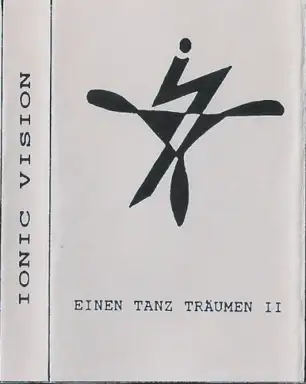 IONIC VISION
EINEN TANZ TRÄUMEN II